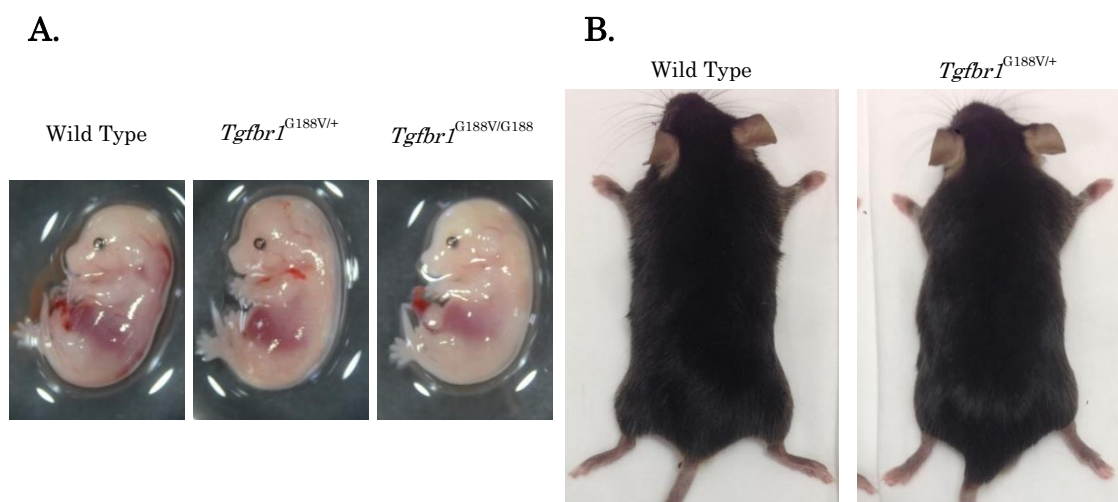 A.
B.
Wild Type
Tgfbr1G188V/+
Wild Type
Tgfbr1G188V/+
Tgfbr1G188V/G188